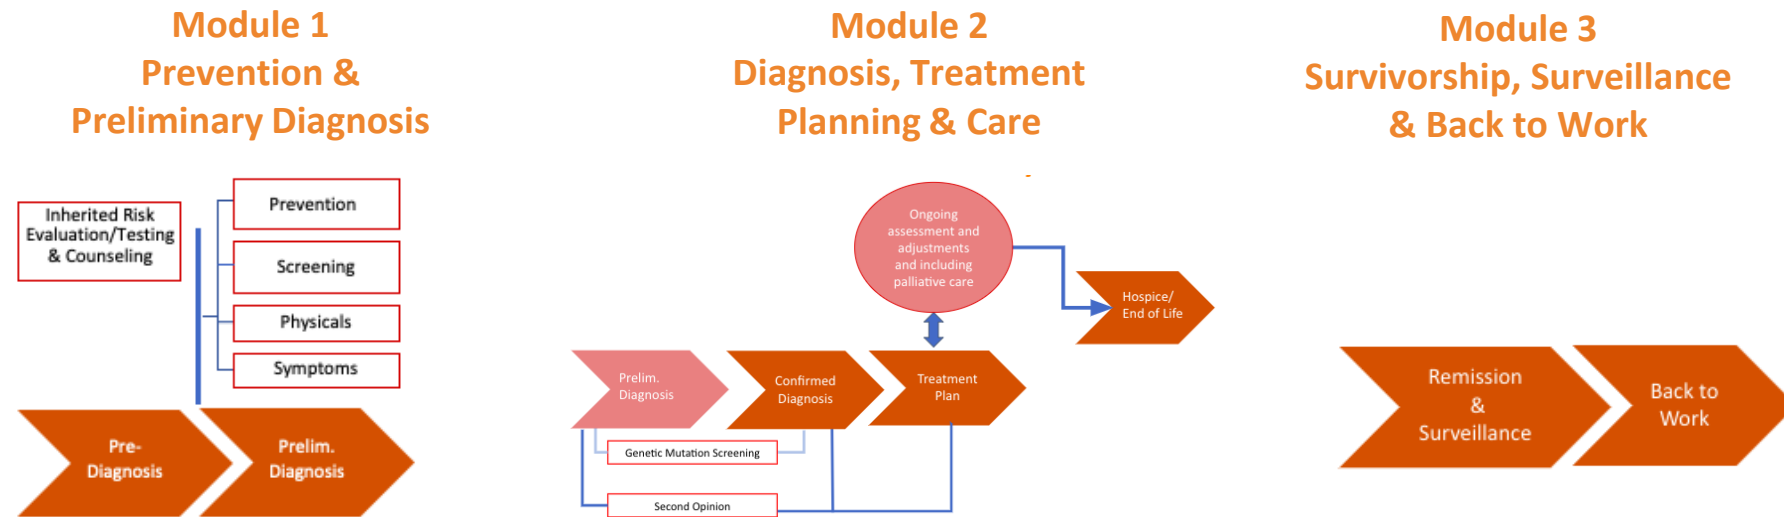 Module 1
Prevention &
Preliminary Diagnosis
Inherited Risk
Evaluation/Testing
& Counseling
Prevention
Screening
Physicals
Symptoms
Pre-
Diagnosis
Prelim.
Diagnosis
Module 2
Diagnosis, Treatment
Planning & Care
Ongoing
assessment and
adjustments
and including
palliative care
Hospice/
End of Life
Prelim.
Diagnosis
Confirmed
Diagnosis
Treatment
Plan
Genetic Mutation Screening
Second Opinion
Module 3
Survivorship, Surveillance
& Back to Work
Remission
&
Surveillance
Back to
Work